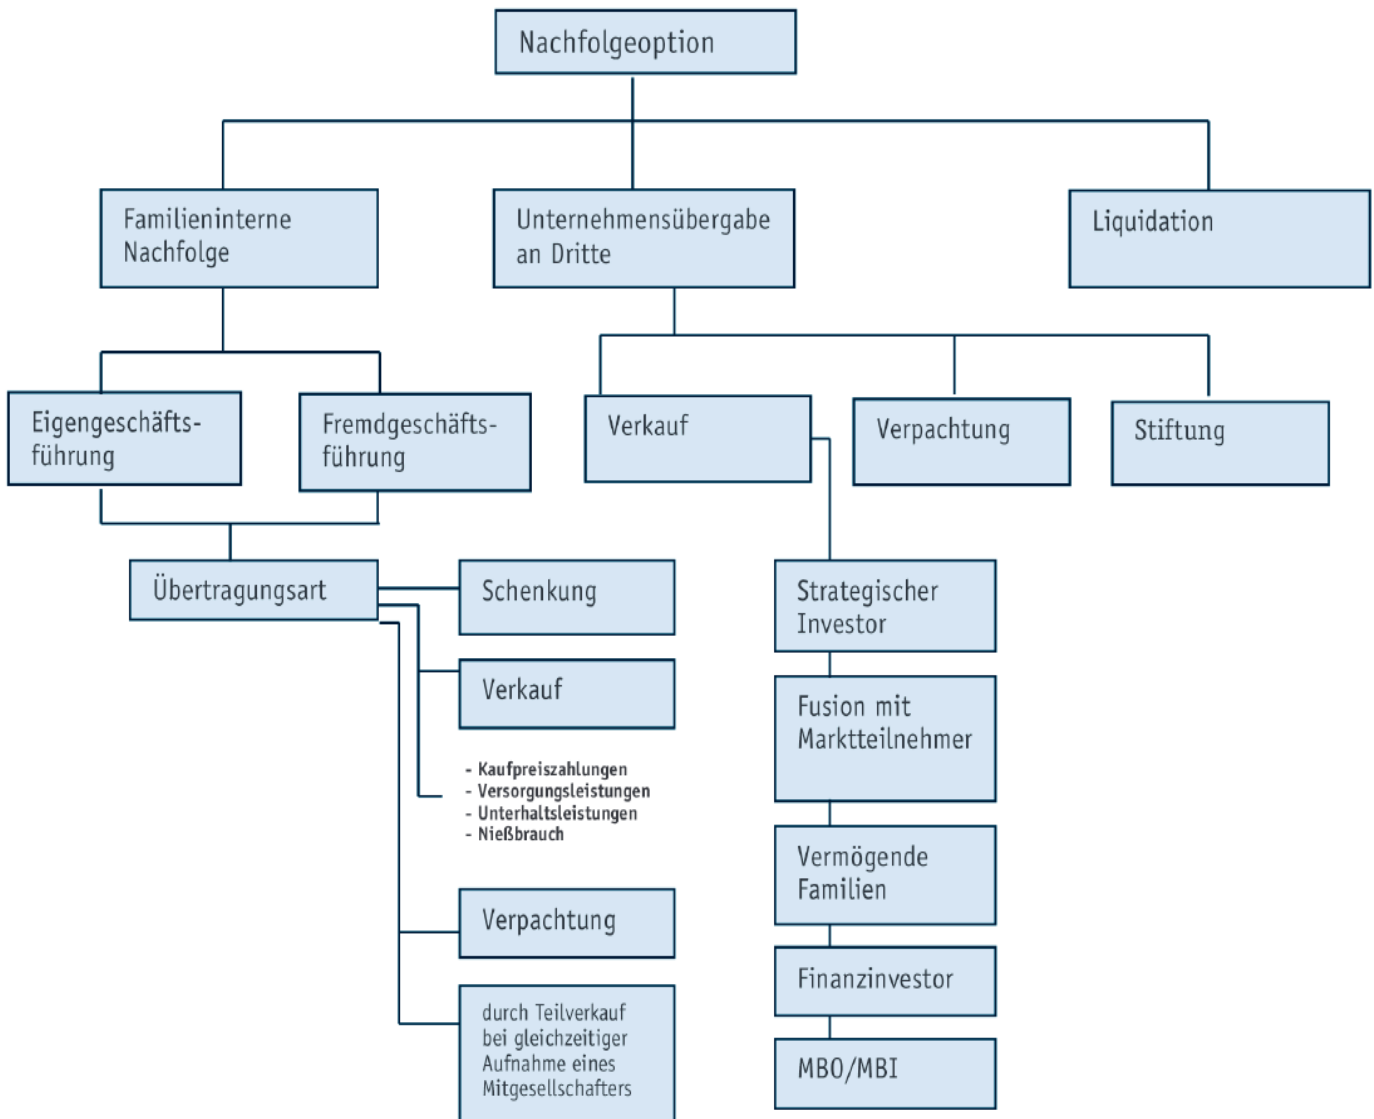 Nachfolgeoption
Familieninterne
Nachfolge
Unternehmensübergabe
an Dritte
Liquidation
Eigengeschäfts-
führung
Fremdgeschäfts-
führung
Verkauf
Verpachtung
Stiftung
Übertragungsart
Schenkung
Verkauf
- Kaufpreiszahlungen
- Versorgungsleistungen
- Unterhaltsleistungen
- Nießbrauch
Verpachtung
durch Teilverkauf
bei gleichzeitiger
Aufnahme eines
Mitgesellschafters
Strategischer
Investor
Fusion mit
Marktteilnehmer
Vermögende
Familien
Finanzinvestor
MBO/MBI